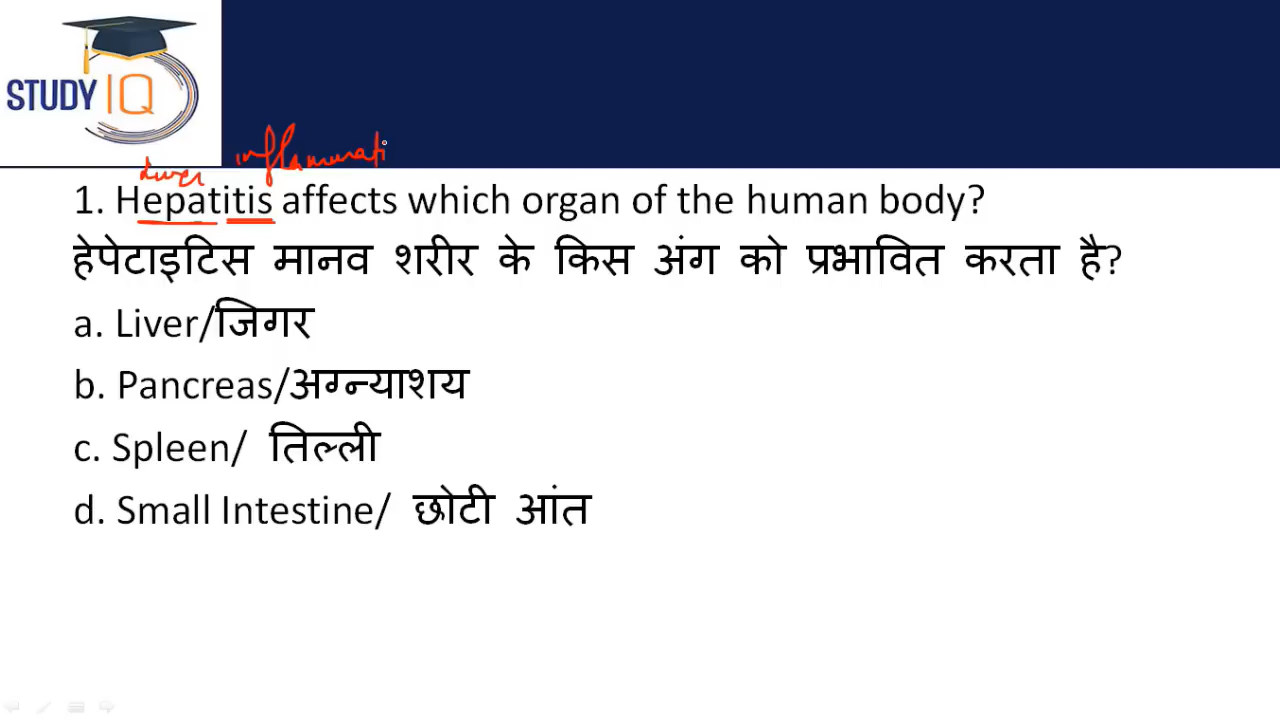 STUDY IQ
Liver inflammati
1. Hepatitis affects which organ of the human body?
हेपेटाइटिस मानव शरीर के किस अंग को प्रभावित करता है?
a. Liver/जिगर
b. Pancreas/अग्न्याशय
c. Spleen/ तिल्ली
d. Small Intestine/ छोटी आंत